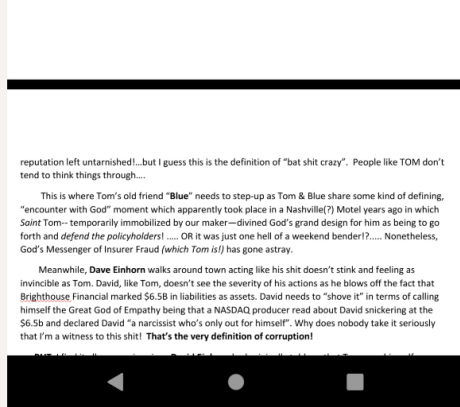 reputation left untarnished!...but I guess this is the definition of “bat shit crazy”. People like TOM don’t
tend to think things through....
This is where Tom’s old friend “Blue” needs to step-up as Tom & Blue share some kind of defining,
“encounter with God” moment which apparently took place in a Nashville(?) Motel years ago in which
Saint Tom-- temporarily immobilized by our maker—divined God’s grand design for him as being to go
forth and defend the policyholders! ..... OR it was just one hell of a weekend bender!?..... Nonetheless,
God’s Messenger of Insurer Fraud (which Tom is!) has gone astray.
Meanwhile, Dave Einhorn walks around town acting like his shit doesn’t stink and feeling as
invincible as Tom. David, like Tom, doesn’t see the severity of his actions as he blows off the fact that
Brighthouse Financial marked $6.5B in liabilities as assets. David needs to “shove it” in terms of calling
himself the Great God of Empathy being that a NASDAQ producer read about David snickering at the
$6.5b and declared David “a narcissist who’s only out for himself”. Why does nobody take it seriously
that I’m a witness to this shit! That’s the very definition of corruption!